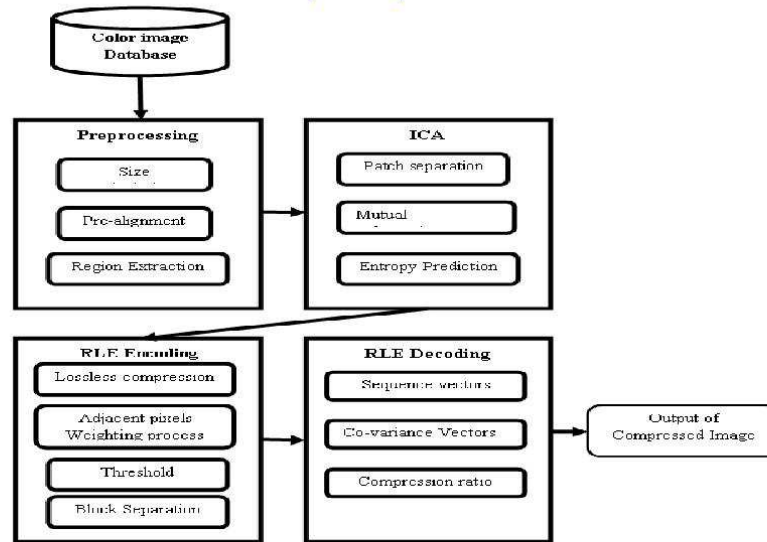 Color image
Database
Preprocessing
Size
Pre-alignment
Region Extraction
ICA
Patch separation
Mutual
Entropy Prediction
RLE Encoding
Lossless compression
Adjacent pixels
Weighting process
Threshold
Block Separation
RLE Decoding
Sequence vectors
Co-variance Vectors
Compression ratio
Output of
Compressed Image